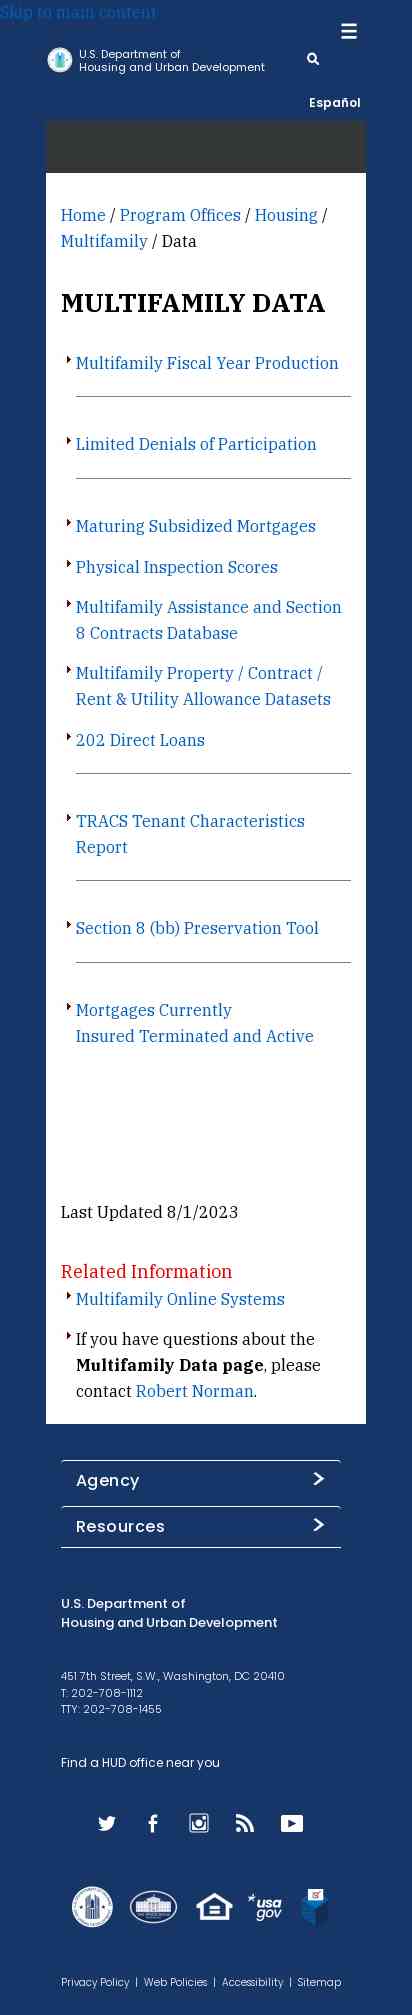 Skip to main content
U.S. Department of
Housing and Urban Development
Español
Home / Program Offices / Housing /
Multifamily / Data
MULTIFAMILY DATA
Multifamily Fiscal Year Production
Limited Denials of Participation
Maturing Subsidized Mortgages
Physical Inspection Scores
Multifamily Assistance and Section
8 Contracts Database
Multifamily Property / Contract /
Rent & Utility Allowance Datasets
202 Direct Loans
TRACS Tenant Characteristics
Report
Section 8 (bb) Preservation Tool
Mortgages Currently
Insured Terminated and Active
Last Updated 8/1/2023
Related Information
Multifamily Online Systems
If you have questions about the
Multifamily Data page, please
contact Robert Norman.
Agency
Resources
U.S. Department of
Housing and Urban Development
451 7th Street, S.W., Washington, DC 20410
T: 202-708-1112
TTY: 202-708-1455
Find a HUD office near you
usa
gov
Privacy Policy | Web Policies | Accessibility | Sitemap